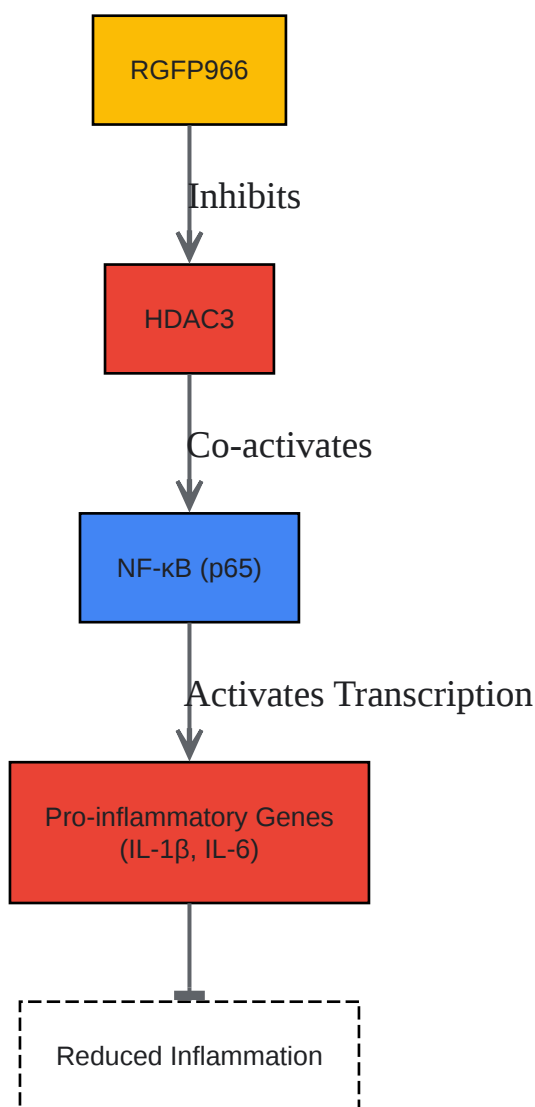 RGFP966
Inhibits
HDAC3
Co-activates
NF-κB (p65)
Activates Transcription
Pro-inflammatory Genes
(IL-1β, IL-6)
Reduced Inflammation